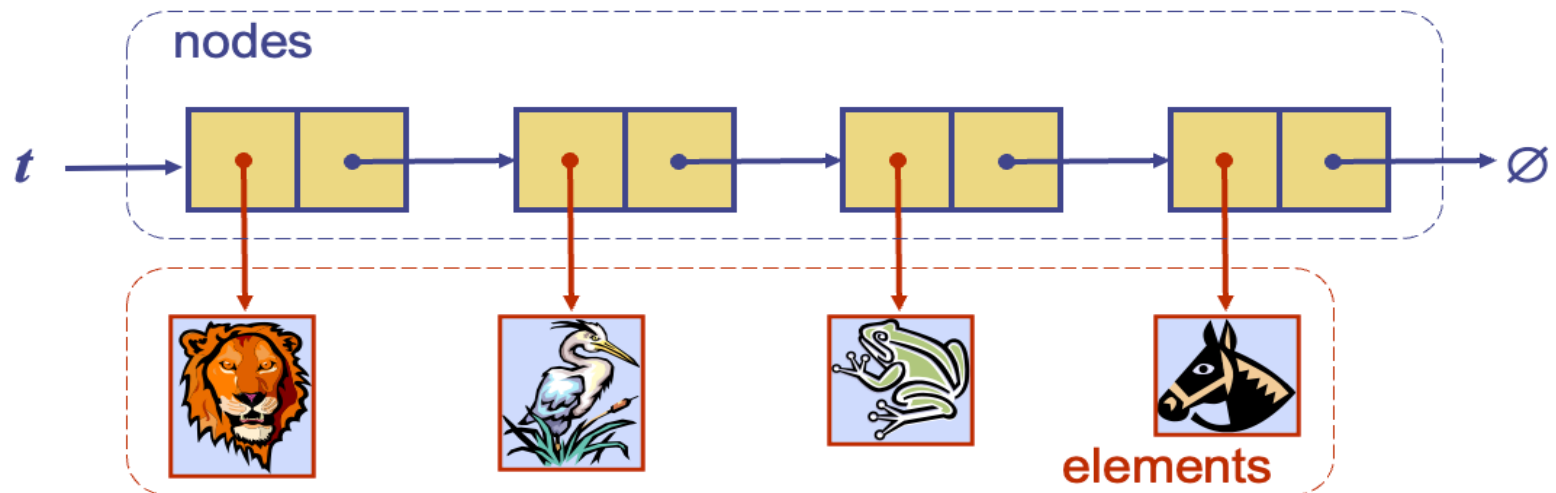 nodes
t
∅
elements